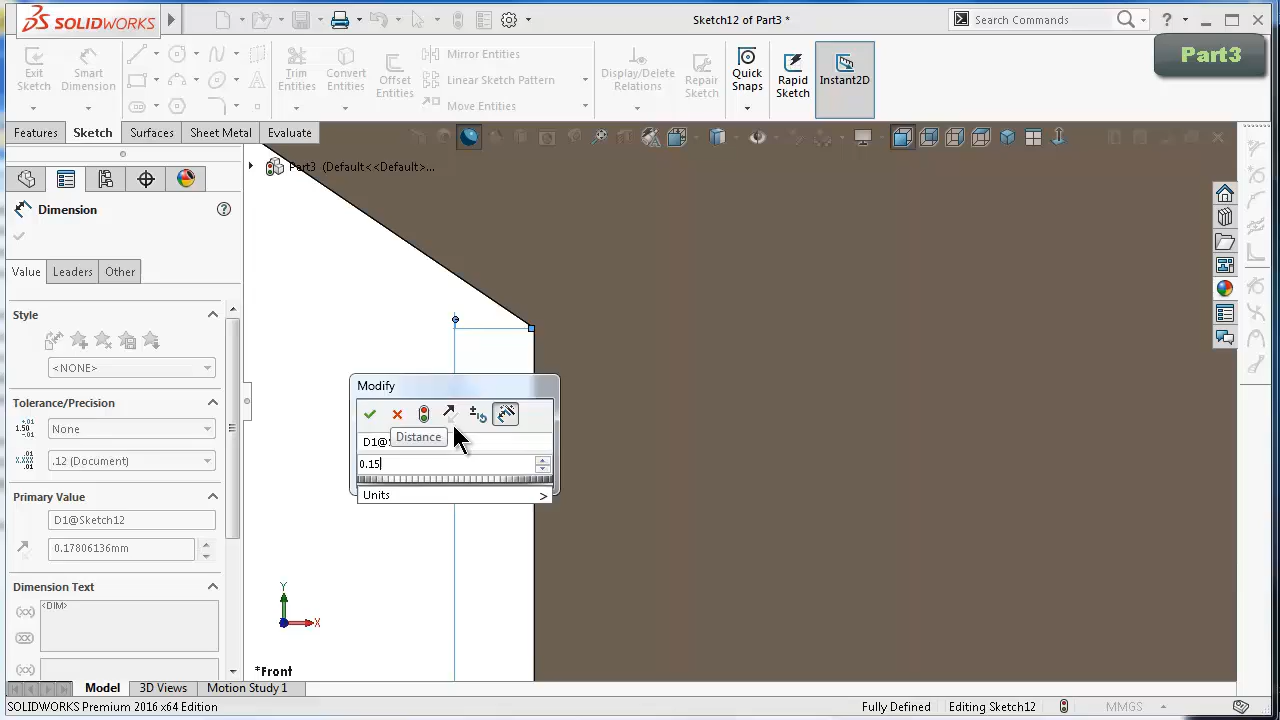 SOLIDWORKS
Sketch12 of Part3 *
Search Commands
Part3
Exit Sketch
Smart Dimension
Trim Entities
Convert Entities
Offset Entities
Mirror Entities
Linear Sketch Pattern
Move Entities
Display/Delete Relations
Repair Sketch
Quick Snaps
Rapid Sketch
Instant2D
Features
Sketch
Surfaces
Sheet Metal
Evaluate
Part3 (Default<<Default>...
Dimension
Value
Leaders
Other
Style
<NONE>
Tolerance/Precision
None
.12 (Document)
Primary Value
D1@Sketch12
0.17806136mm
Dimension Text
<DIM>
Modify
Distance
D1@
0.15
Units
>
Y
X
*Front
Model
3D Views
Motion Study 1
SOLIDWORKS Premium 2016 x64 Edition
Fully Defined
Editing Sketch12
MMGS